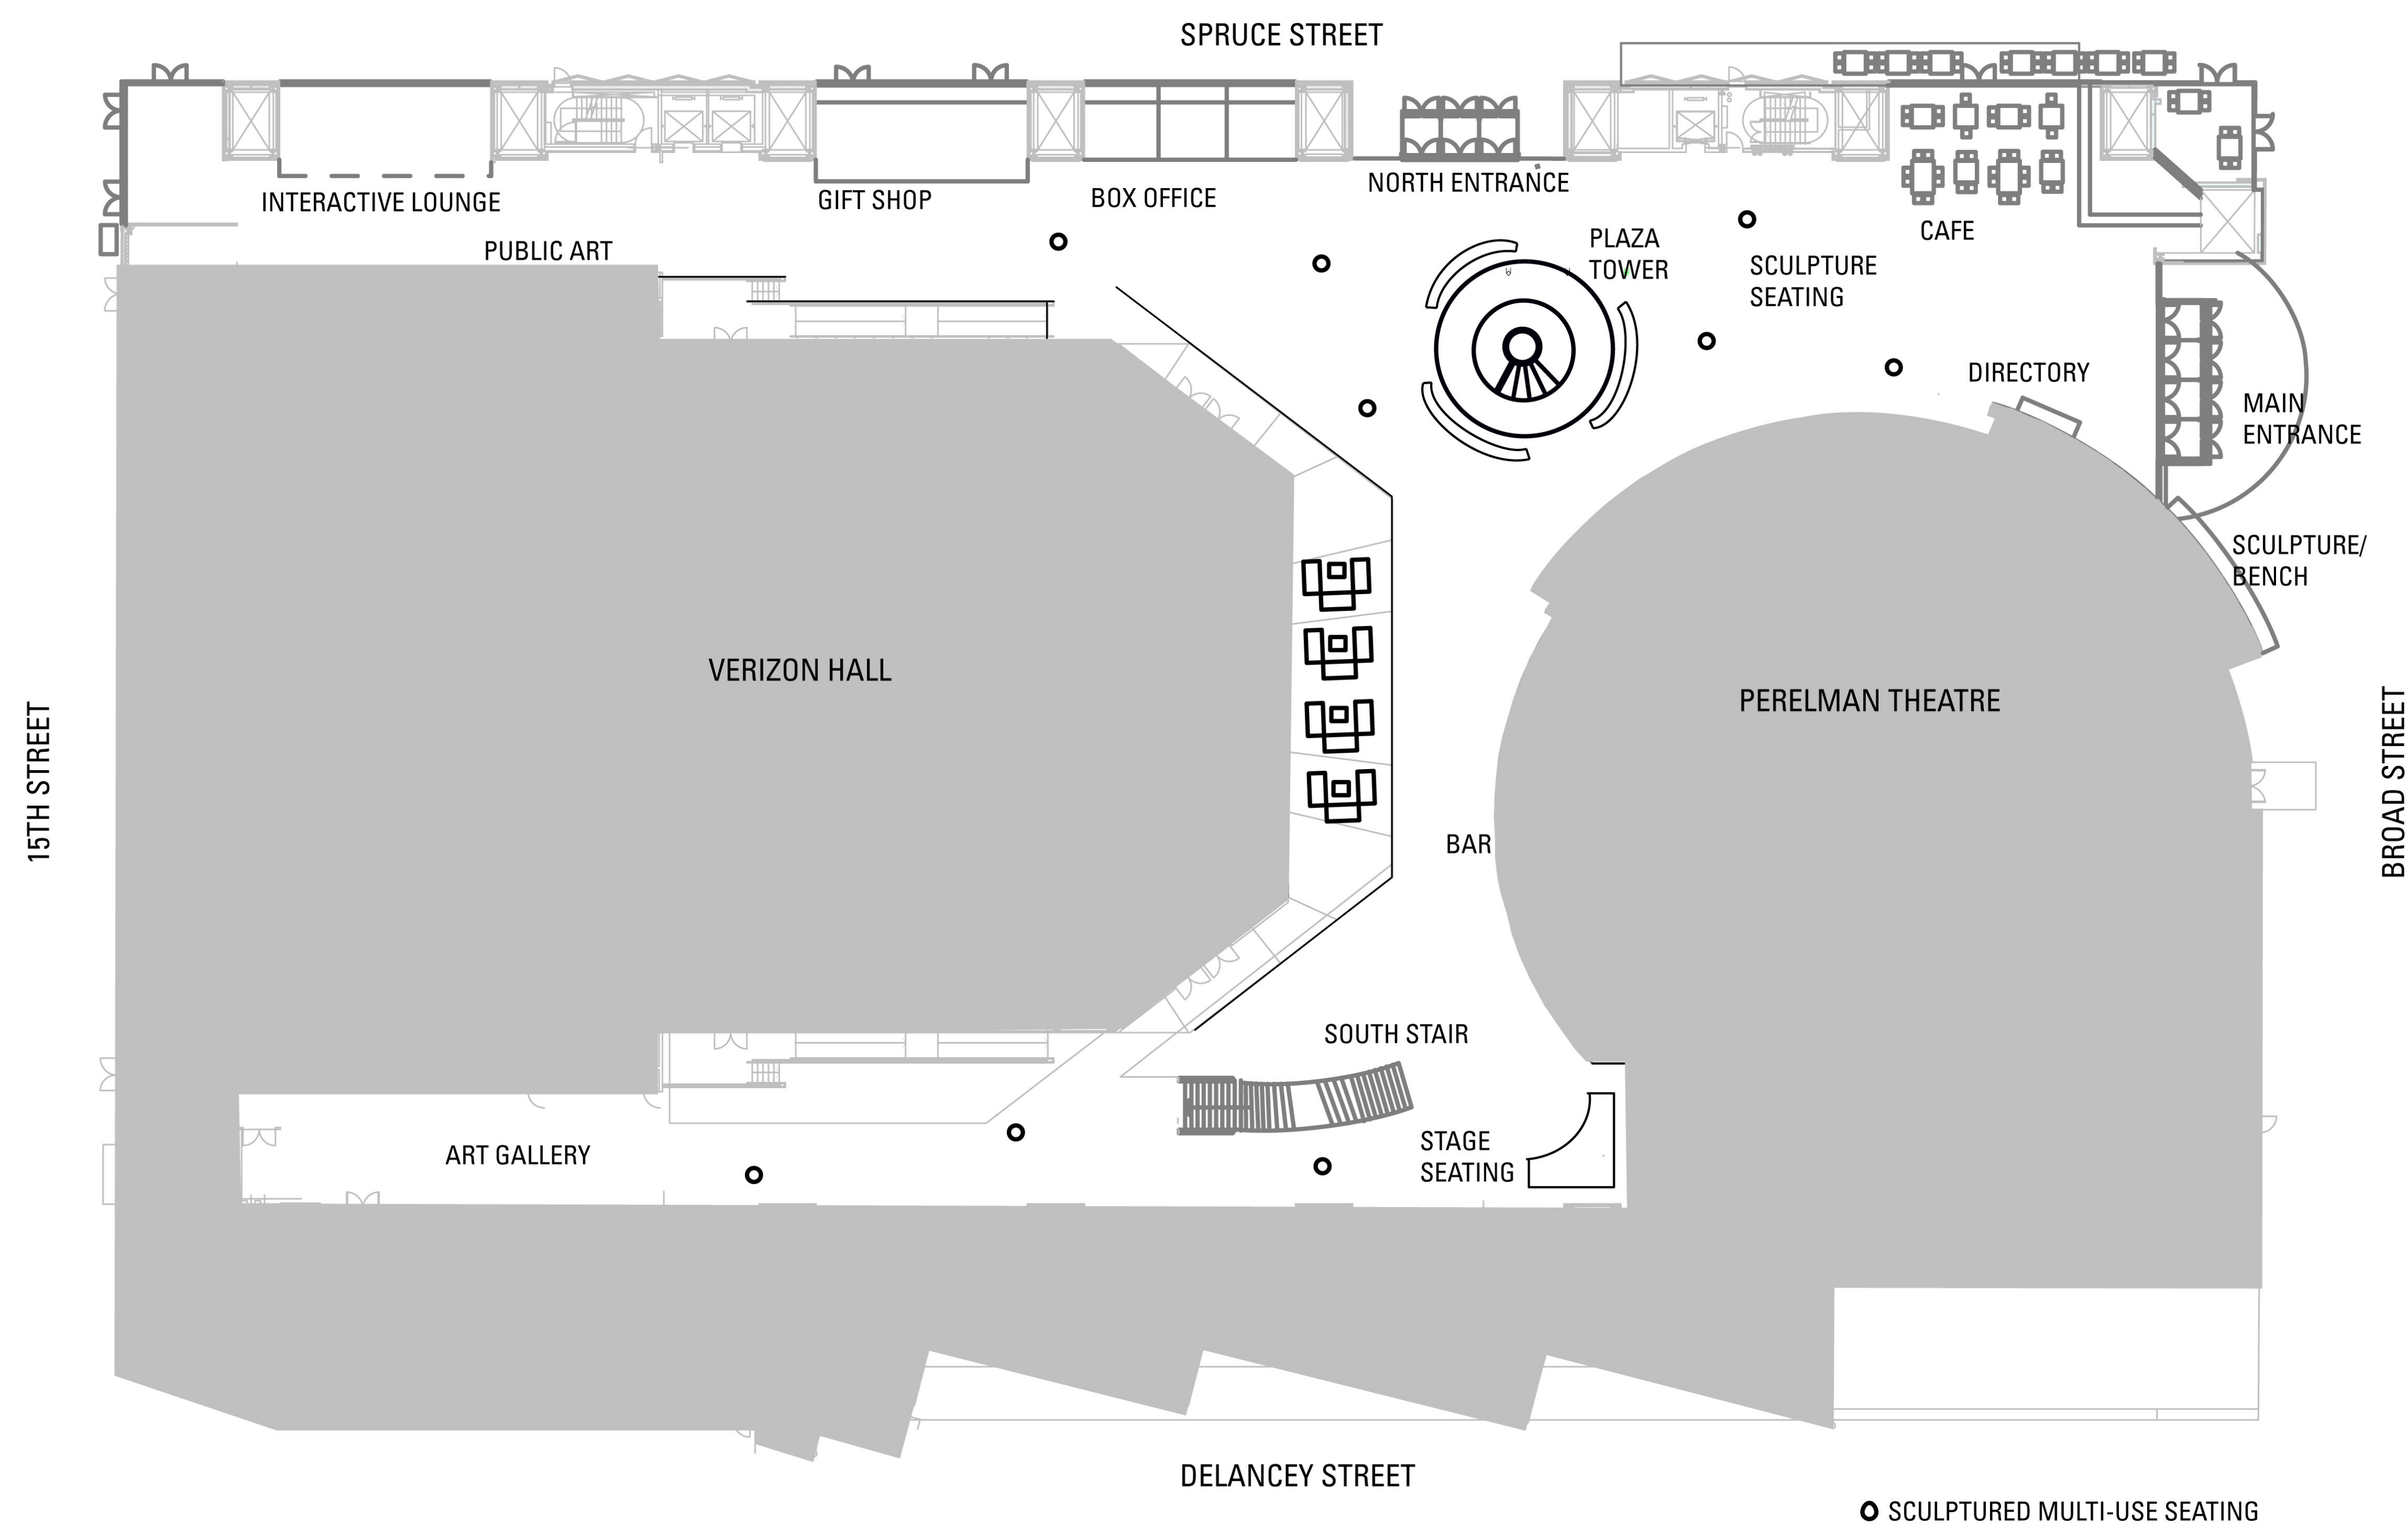 SPRUCE STREET
INTERACTIVE LOUNGE
GIFT SHOP
BOX OFFICE
NORTH ENTRANCE
PUBLIC ART
PLAZA
TOWER
CAFE
SCULPTURE
SEATING
DIRECTORY
MAIN
ENTRANCE
SCULPTURE/
BENCH
VERIZON HALL
PERELMAN THEATRE
15TH STREET
BROAD STREET
BAR
SOUTH STAIR
ART GALLERY
STAGE
SEATING
DELANCEY STREET
SCULPTURED MULTI-USE SEATING